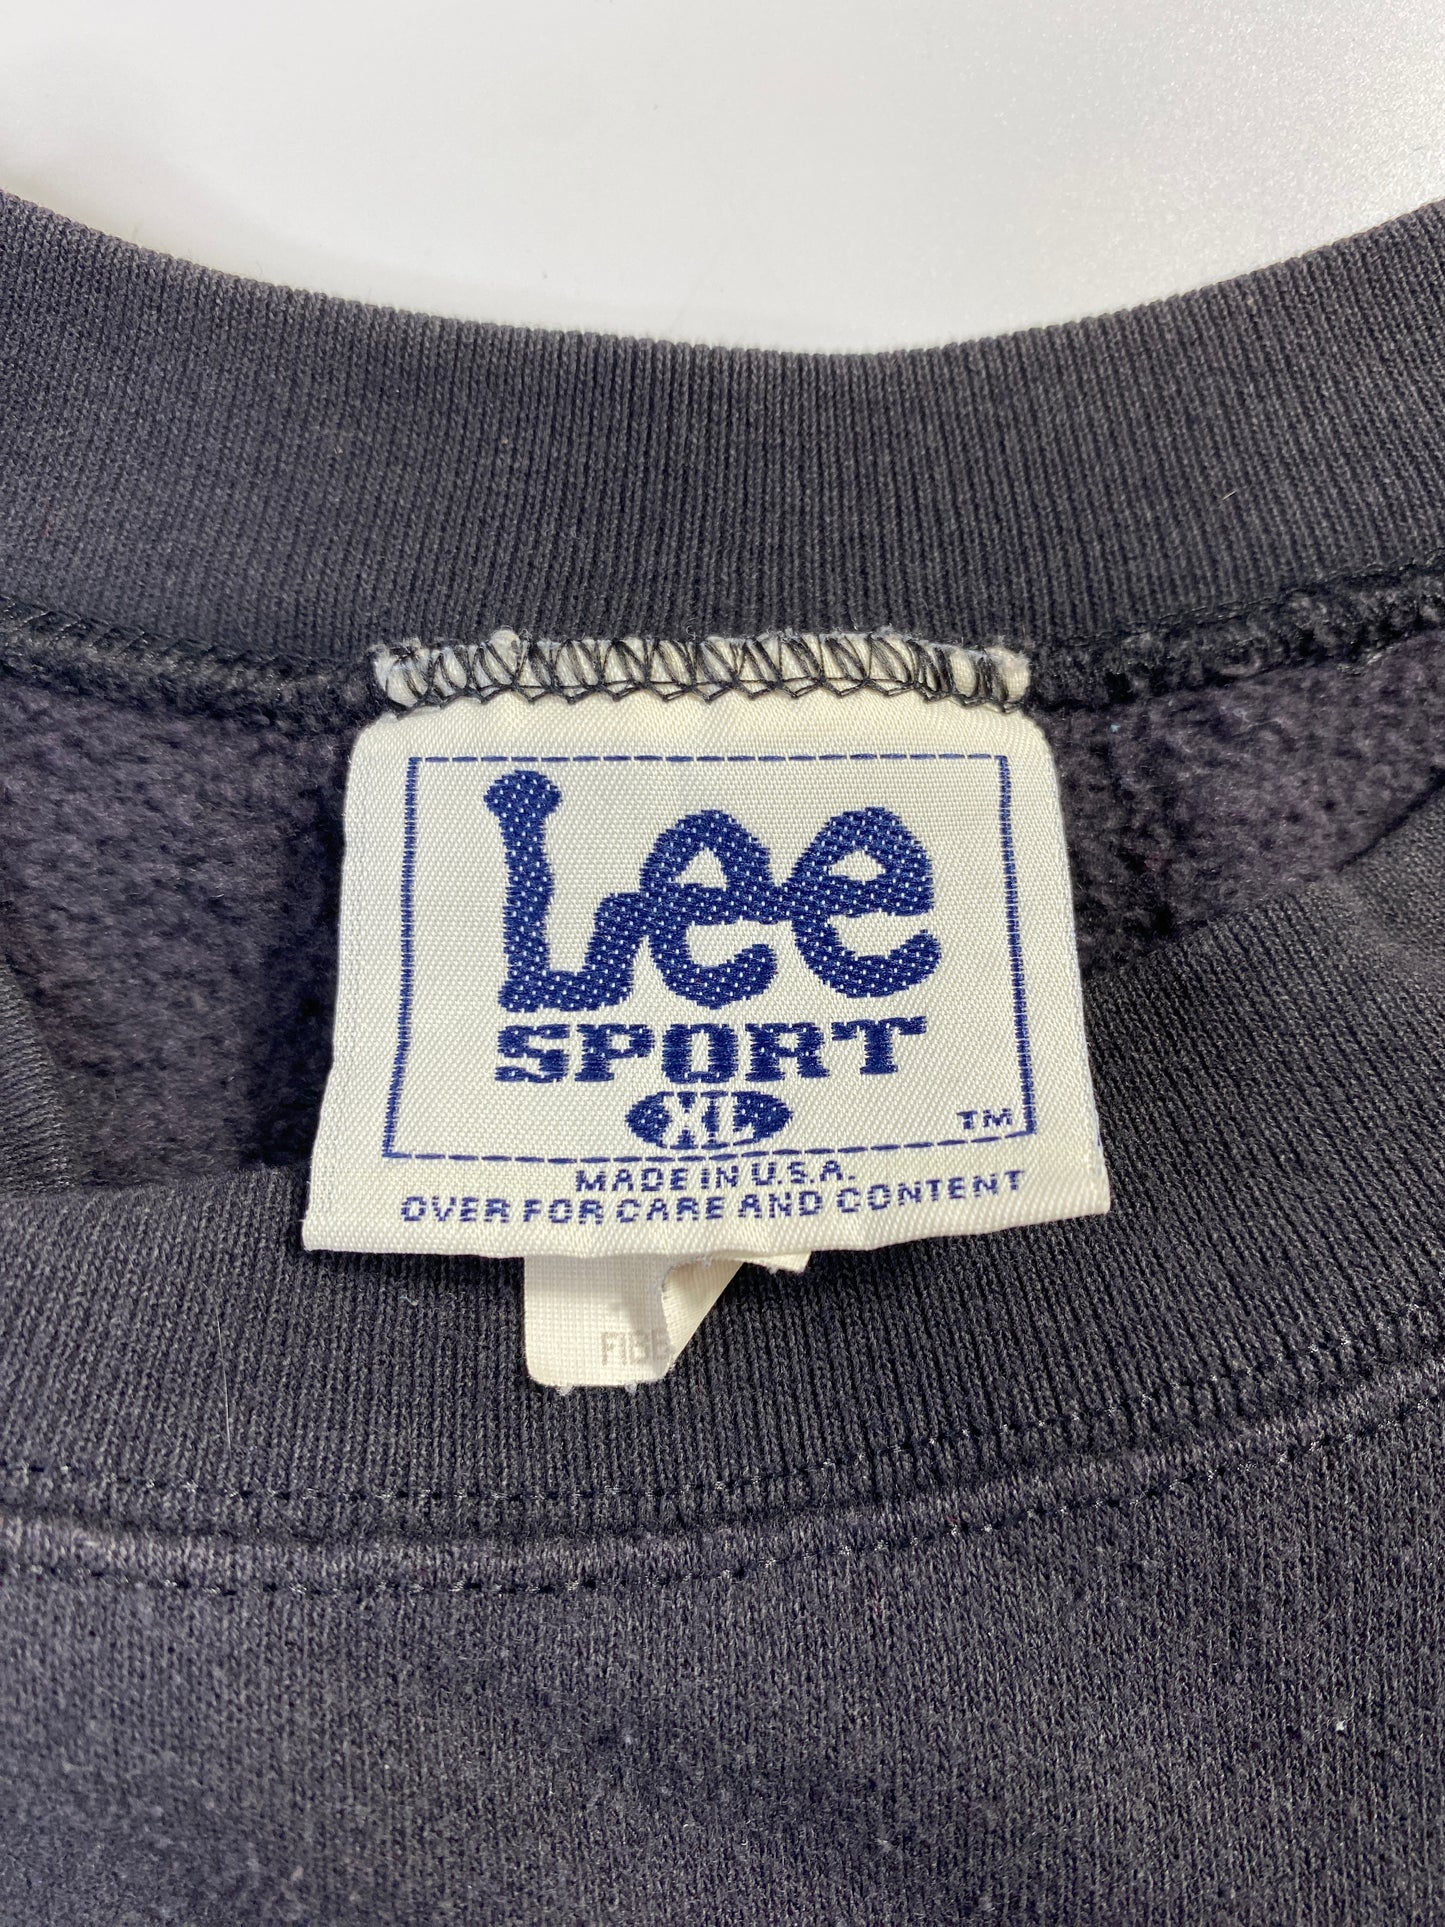 Lee
SPORT
XL
TM
MADE IN U.S.A.
OVER FOR CARE AND CONTENT